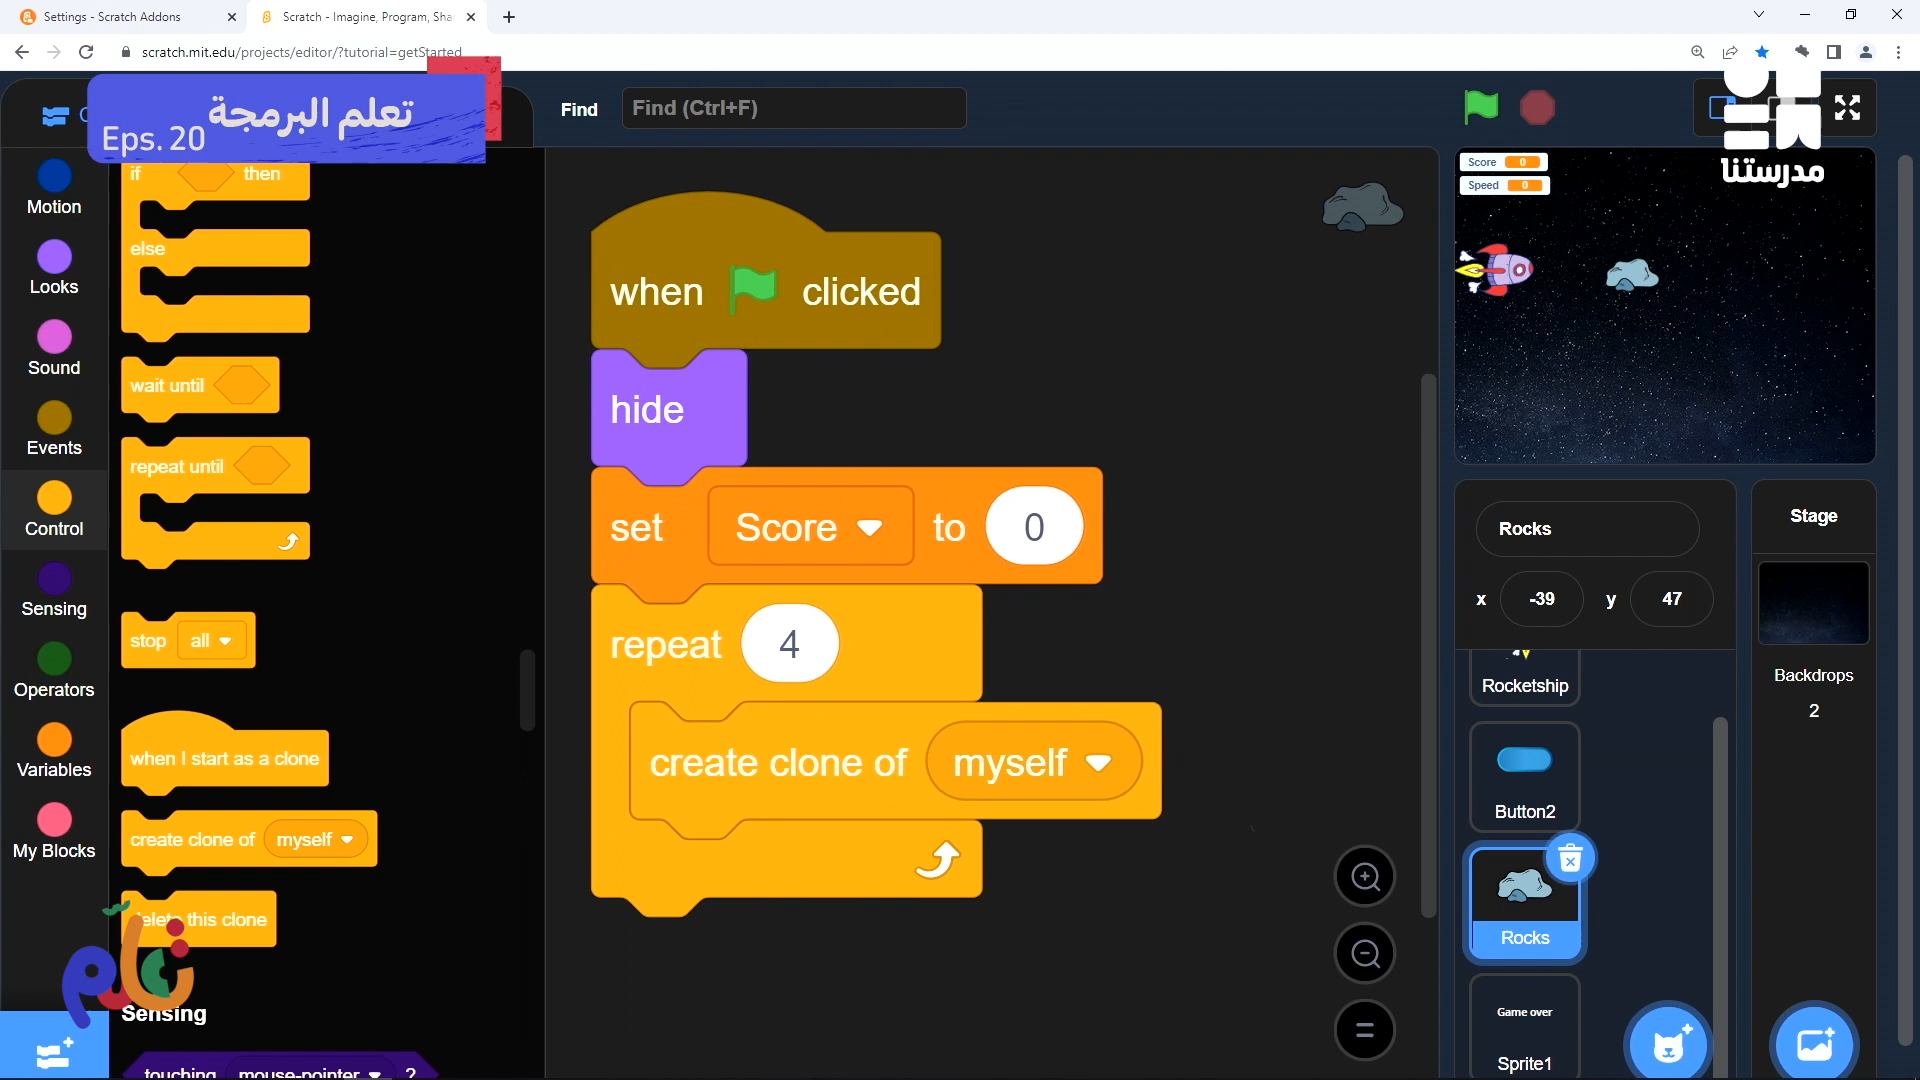 Settings - Scratch Addons
Scratch - Imagine, Program, Sha
scratch.mit.edu/projects/editor/?tutorial=getStarted
تعلم البرمجة
Eps. 20
Find
Find (Ctrl+F)
مدرستنا
Motion
Looks
Sound
Events
Control
Sensing
Operators
Variables
My Blocks
if then
else
wait until
repeat until
stop all
when I start as a clone
create clone of myself
delete this clone
Sensing
touching mouse-pointer ?
when clicked
hide
set Score to 0
repeat 4
create clone of myself
Score 0
Speed 0
Rocks
x -39 y 47
Rocketship
Button2
Rocks
Game over
Sprite1
Stage
Backdrops
2